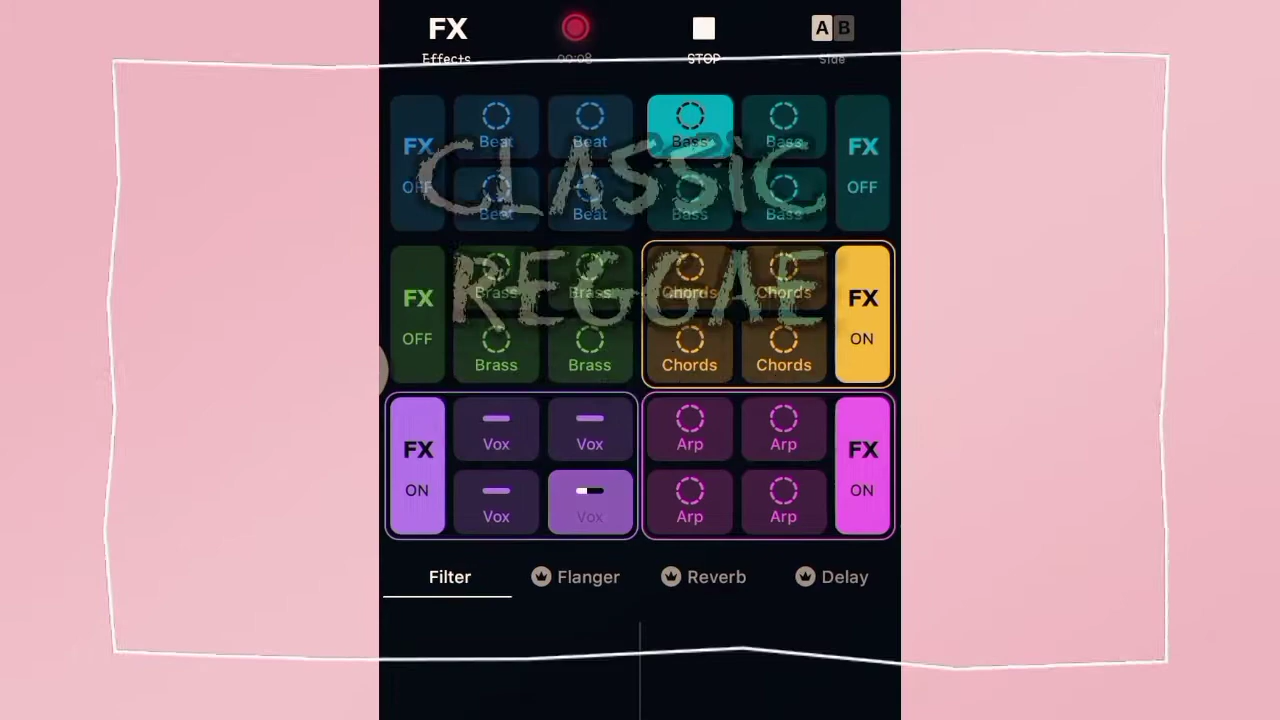 FX
Effects
00:08
STOP
A B
Side
FX OFF
Beat Beat
Beat Beat
Bass Bass
Bass Bass
FX OFF
CLASSIC
REGGAE
FX OFF
Brass Brass
Brass Brass
Chords Chords
Chords Chords
FX ON
FX ON
Vox Vox
Vox Vox
Arp Arp
Arp Arp
FX ON
Filter Flanger Reverb Delay